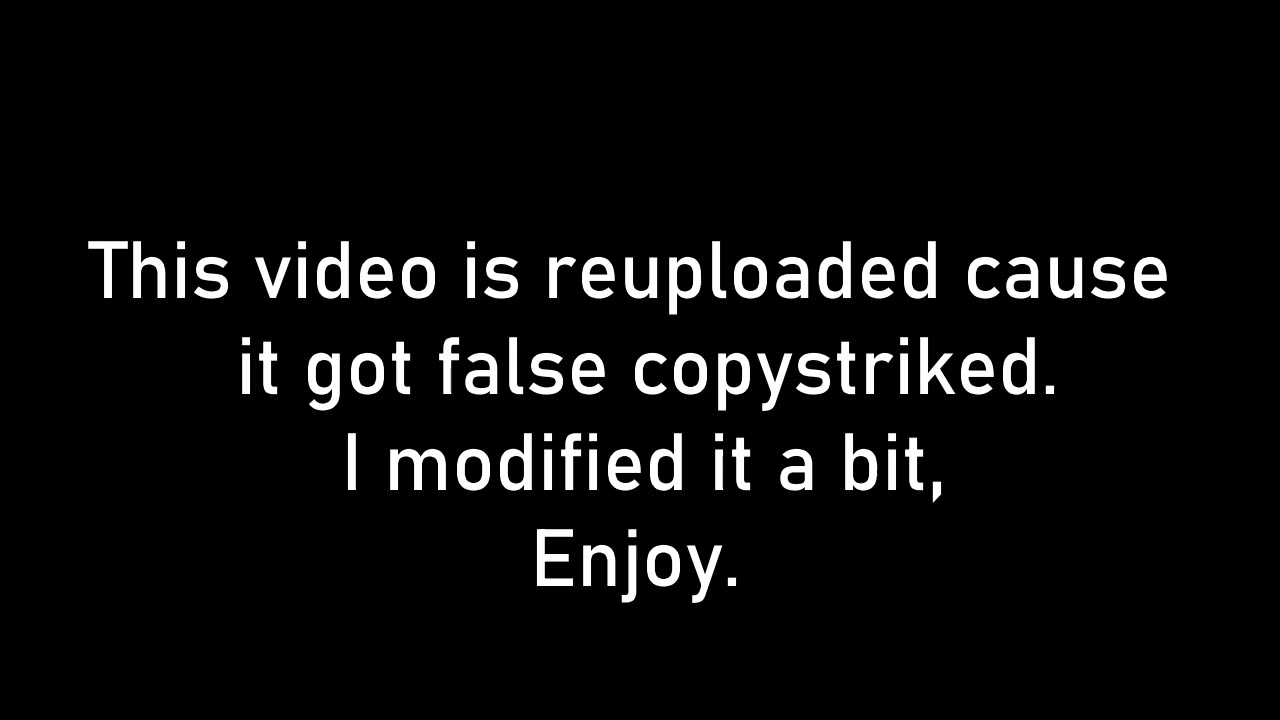 This video is reuploaded cause
it got false copystriked.
I modified it a bit,
Enjoy.